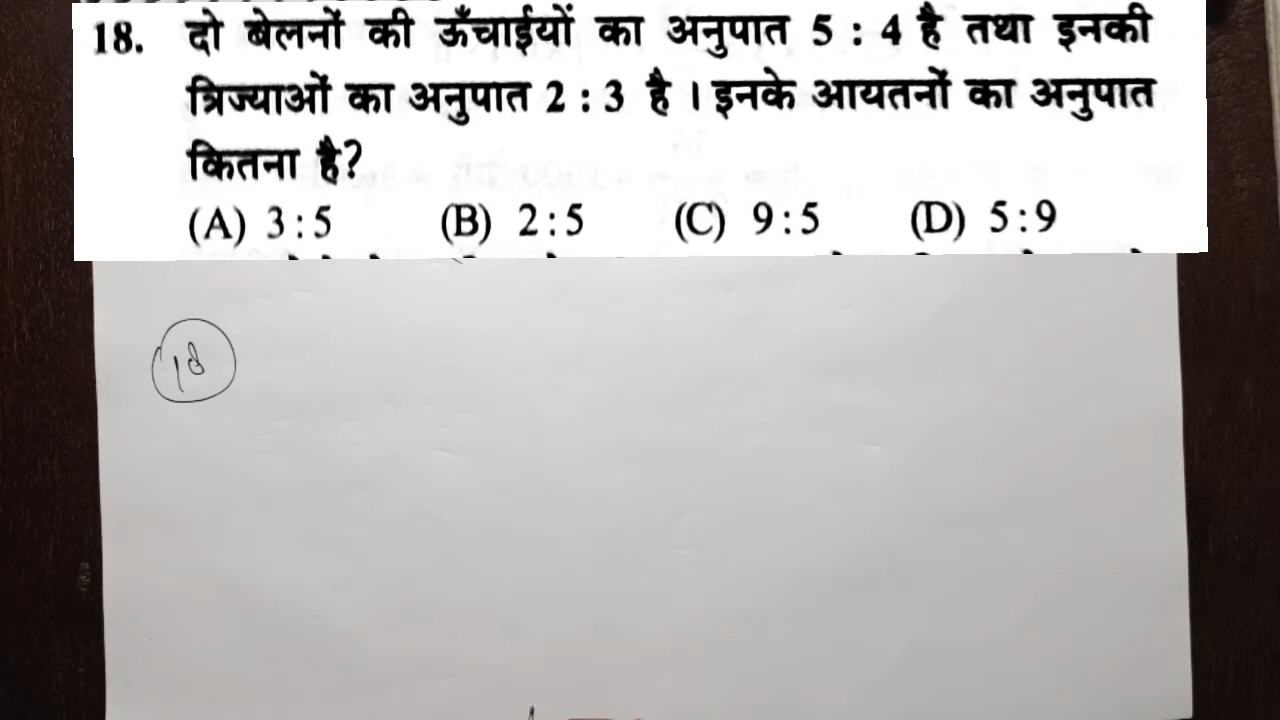 18. दो बेलनों की ऊँचाईयों का अनुपात 5 : 4 है तथा इनकी
त्रिज्याओं का अनुपात 2 : 3 है । इनके आयतनों का अनुपात
कितना है?
(A) 3:5 (B) 2:5 (C) 9:5 (D) 5:9
18